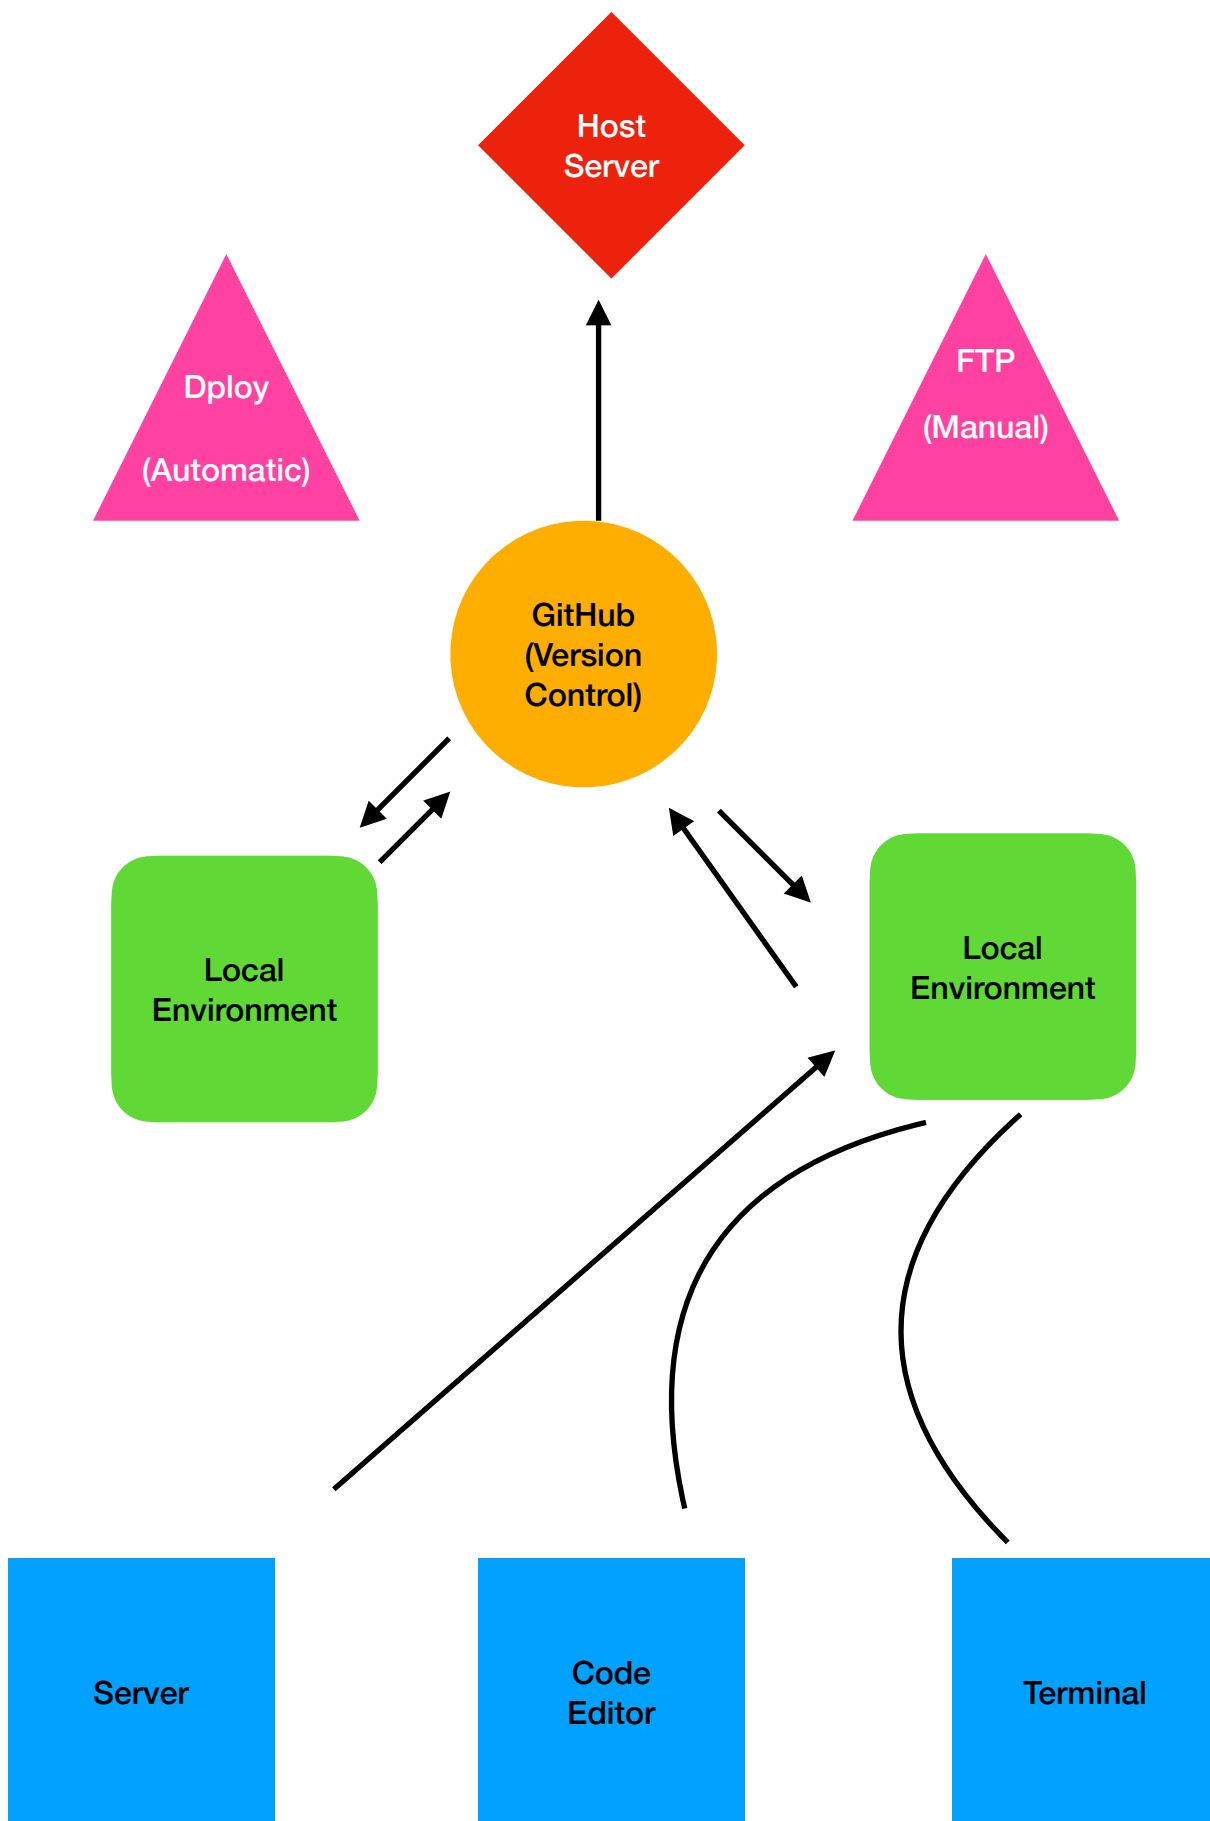 Host
Server
Dploy
(Automatic)
FTP
(Manual)
GitHub
(Version
Control)
Local
Environment
Local
Environment
Server
Code
Editor
Terminal